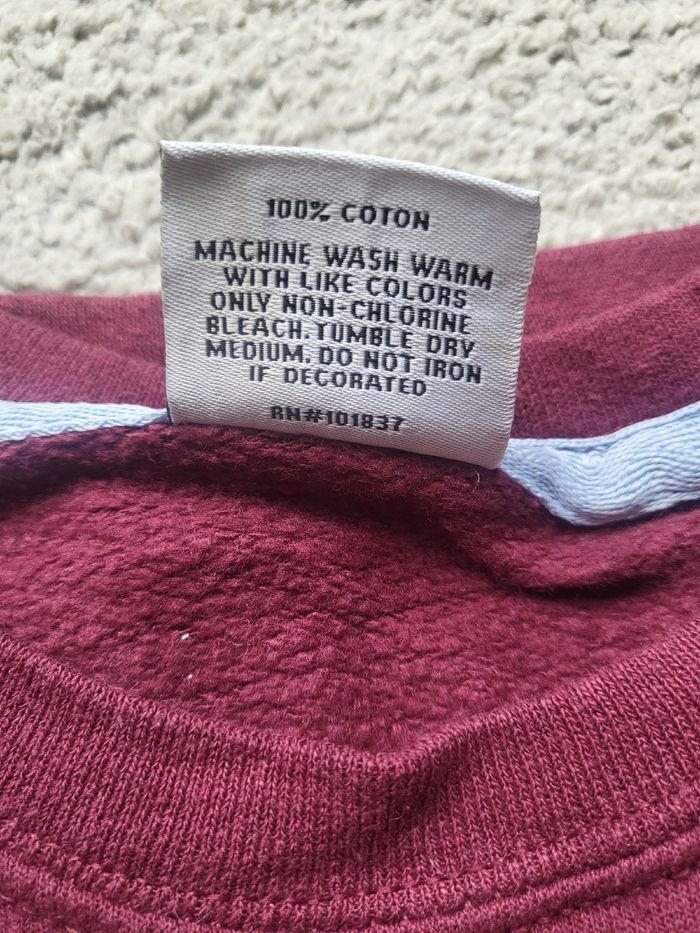 100% COTON
MACHINE WASH WARM
WITH LIKE COLORS
ONLY NON-CHLORINE
BLEACH. TUMBLE DRY
MEDIUM. DO NOT IRON
IF DECORATED
RN#101837